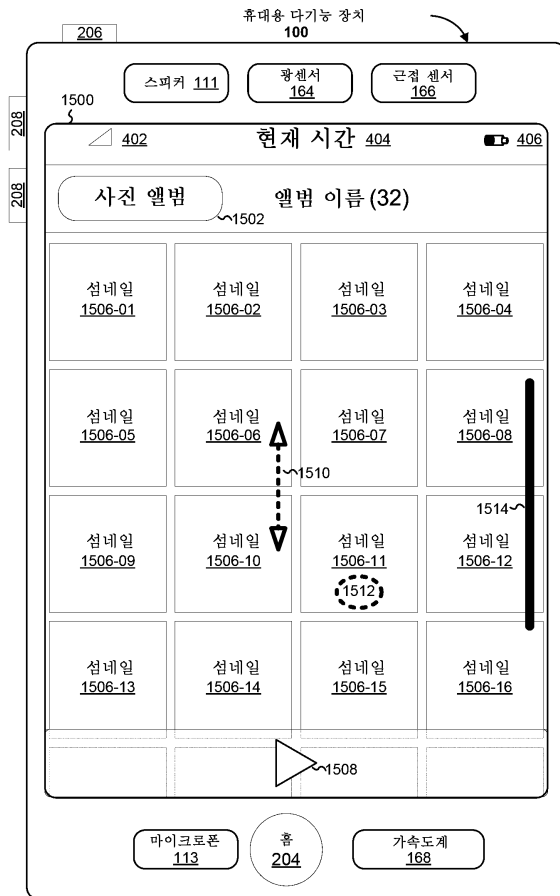 휴대용 다기능 장치
100
206
스피커 111
광센서
164
근접 센서
166
1500
208
208
402
현재 시간 404
406
사진 앨범
앨범 이름 (32)
1502
섬네일
1506-01
섬네일
1506-02
섬네일
1506-03
섬네일
1506-04
섬네일
1506-05
섬네일
1506-06
섬네일
1506-07
섬네일
1506-08
1510
1514
섬네일
1506-09
섬네일
1506-10
섬네일
1506-11
섬네일
1506-12
1512
섬네일
1506-13
섬네일
1506-14
섬네일
1506-15
섬네일
1506-16
1508
마이크로폰
113
홈
204
가속도계
168